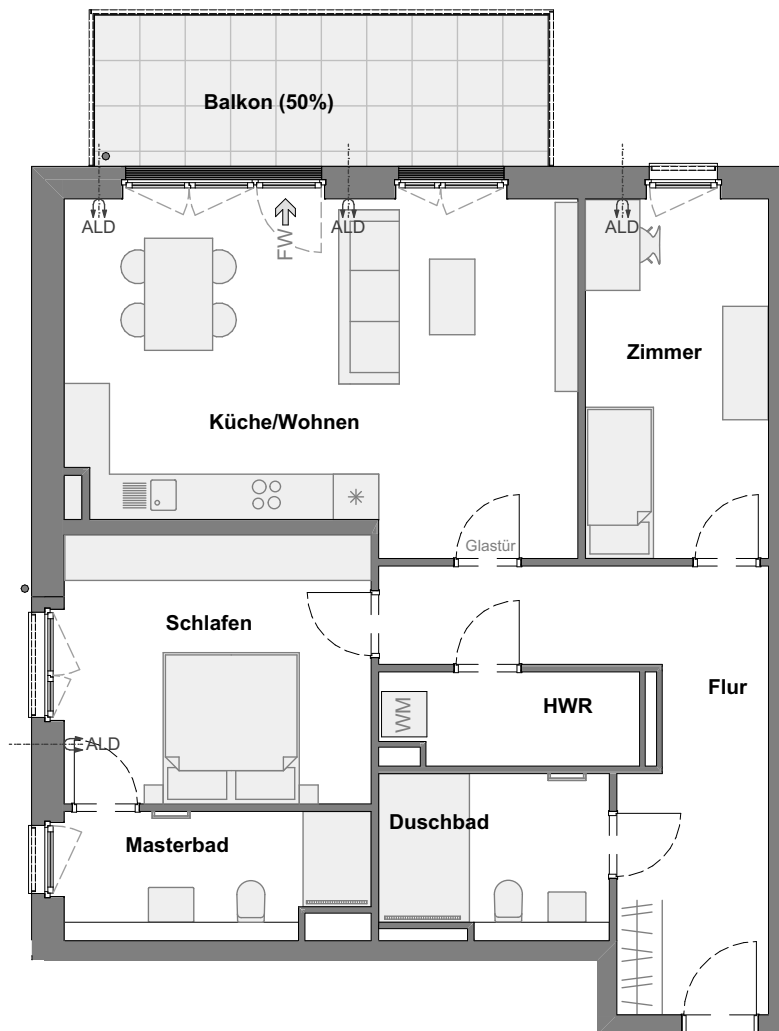 Balkon (50%)
ALD
FW
ALD
ALD
Zimmer
Küche/Wohnen
Glastür
Schlafen
Flur
HWR
WM
ALD
Duschbad
Masterbad